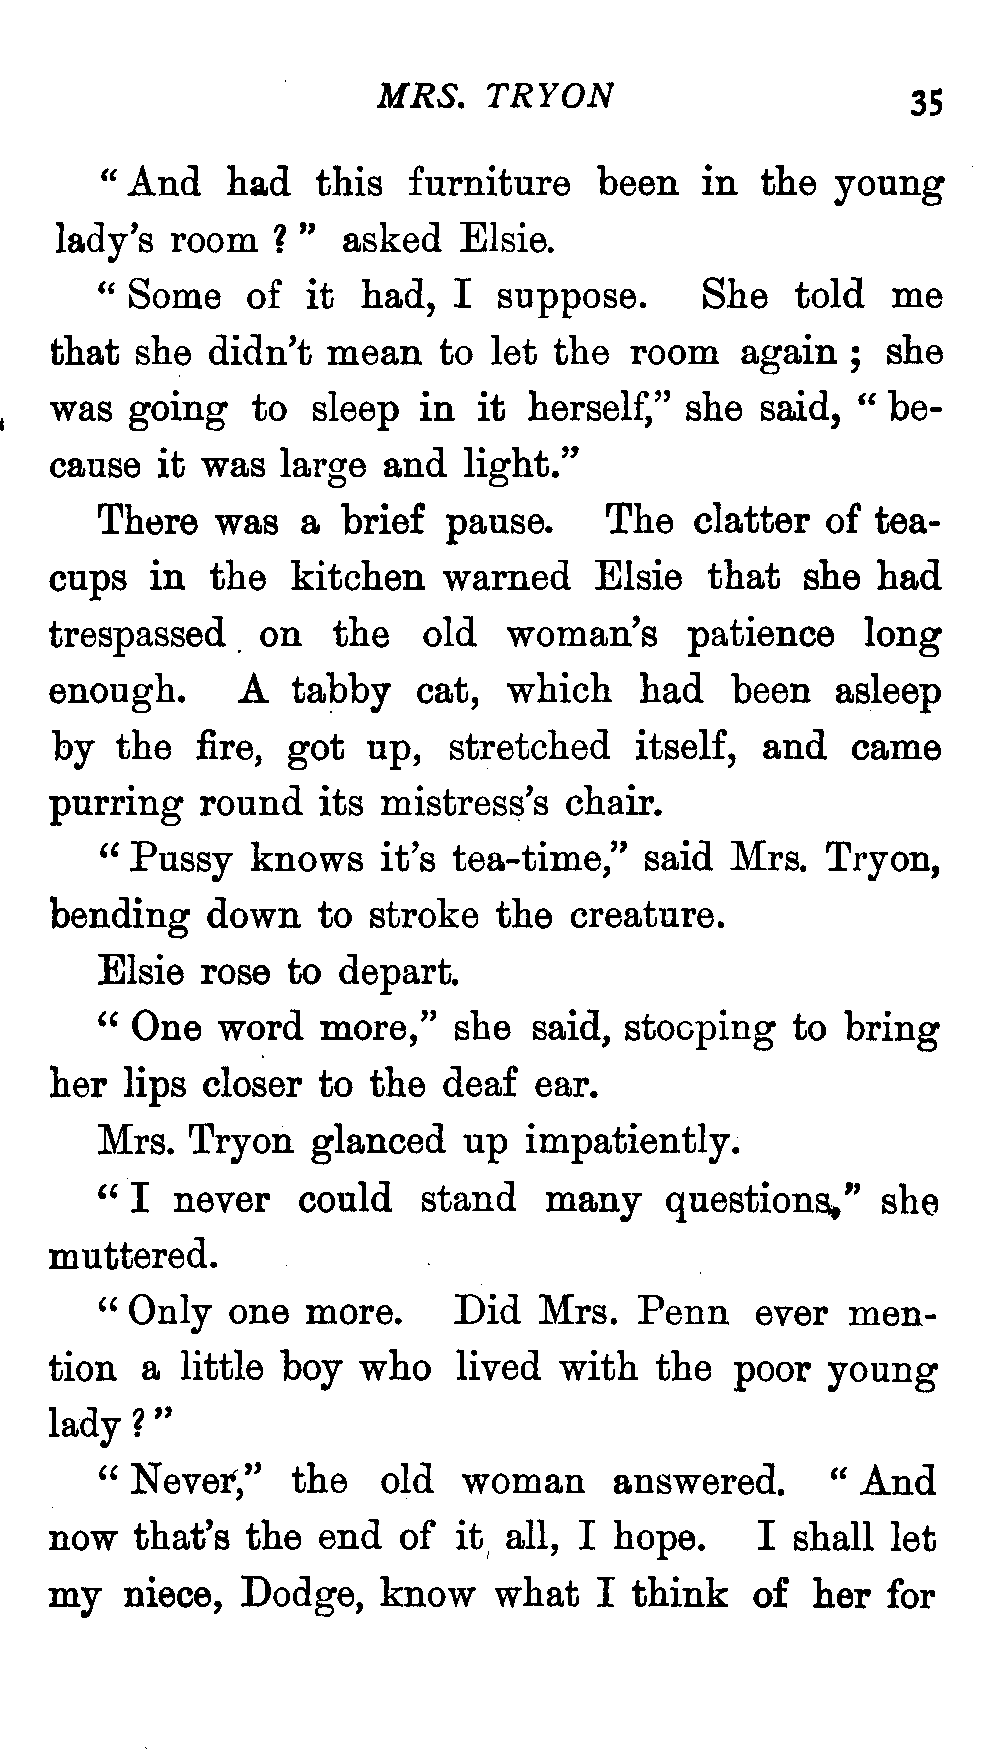 MRS. TRYON 35
“ And had this furniture been in the young
lady’s room ? ” asked Elsie.
“ Some of it had, I suppose. She told me
that she didn’t mean to let the room again ; she
was going to sleep in it herself,” she said, “ be-
cause it was large and light.”
There was a brief pause. The clatter of tea-
cups in the kitchen warned Elsie that she had
trespassed on the old woman’s patience long
enough. A tabby cat, which had been asleep
by the fire, got up, stretched itself, and came
purring round its mistress’s chair.
“ Pussy knows it’s tea-time,” said Mrs. Tryon,
bending down to stroke the creature.
Elsie rose to depart.
“ One word more,” she said, stooping to bring
her lips closer to the deaf ear.
Mrs. Tryon glanced up impatiently.
“ I never could stand many questions,” she
muttered.
“ Only one more. Did Mrs. Penn ever men-
tion a little boy who lived with the poor young
lady ? ”
“ Never,” the old woman answered. “ And
now that’s the end of it all, I hope. I shall let
my niece, Dodge, know what I think of her for